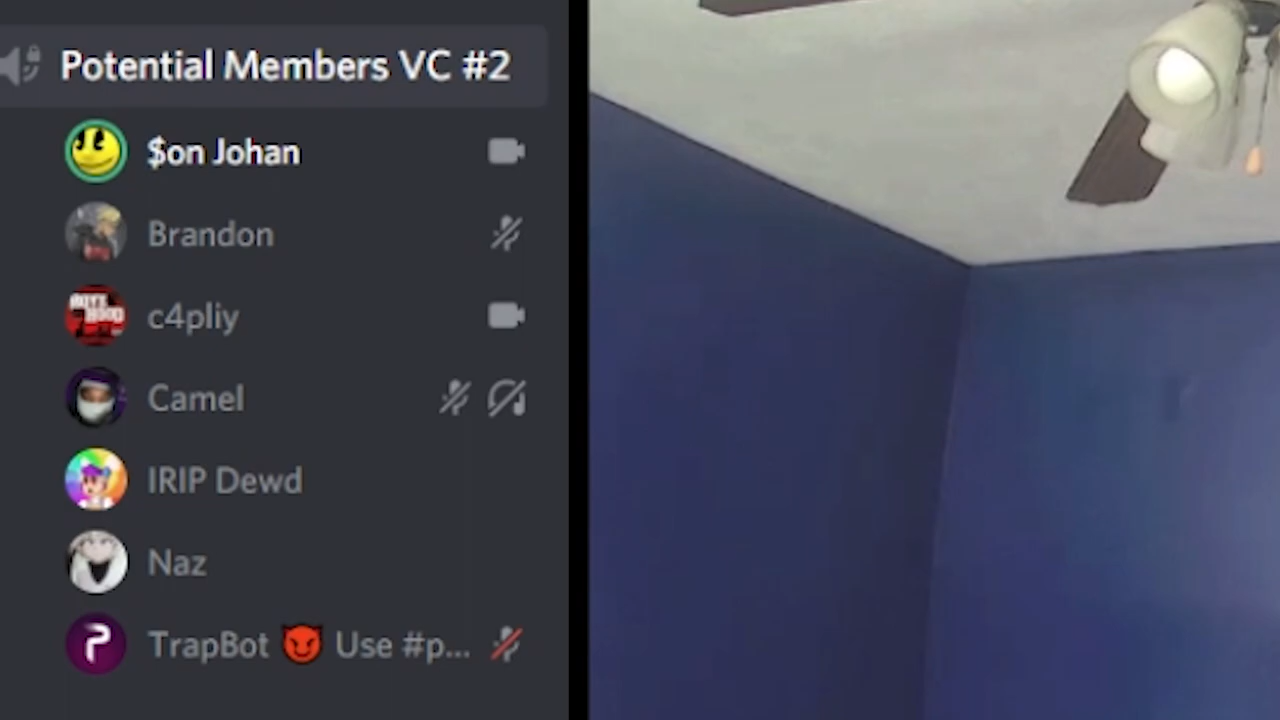 Potential Members VC #2
$on Johan
Brandon
c4pliy
Camel
IRIP Dewd
Naz
TrapBot 😈 Use #p...